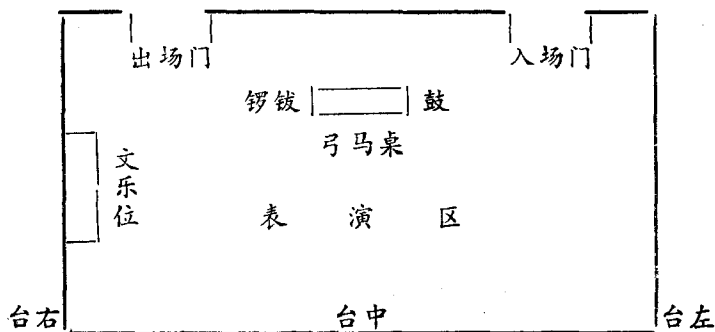 出场门 入场门
锣钹 鼓
弓马桌
文乐位
表演区
台右 台中 台左